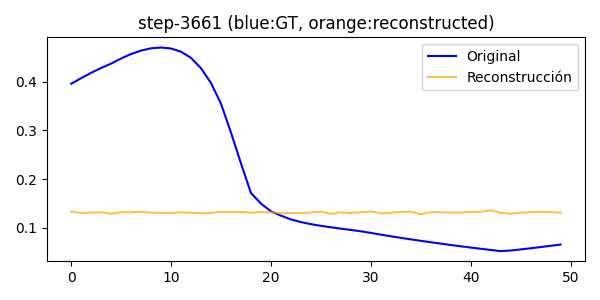 step-3661 (blue:GT, orange:reconstructed)
Original
Reconstrucción
0.4
0.3
0.2
0.1
0 10 20 30 40 50